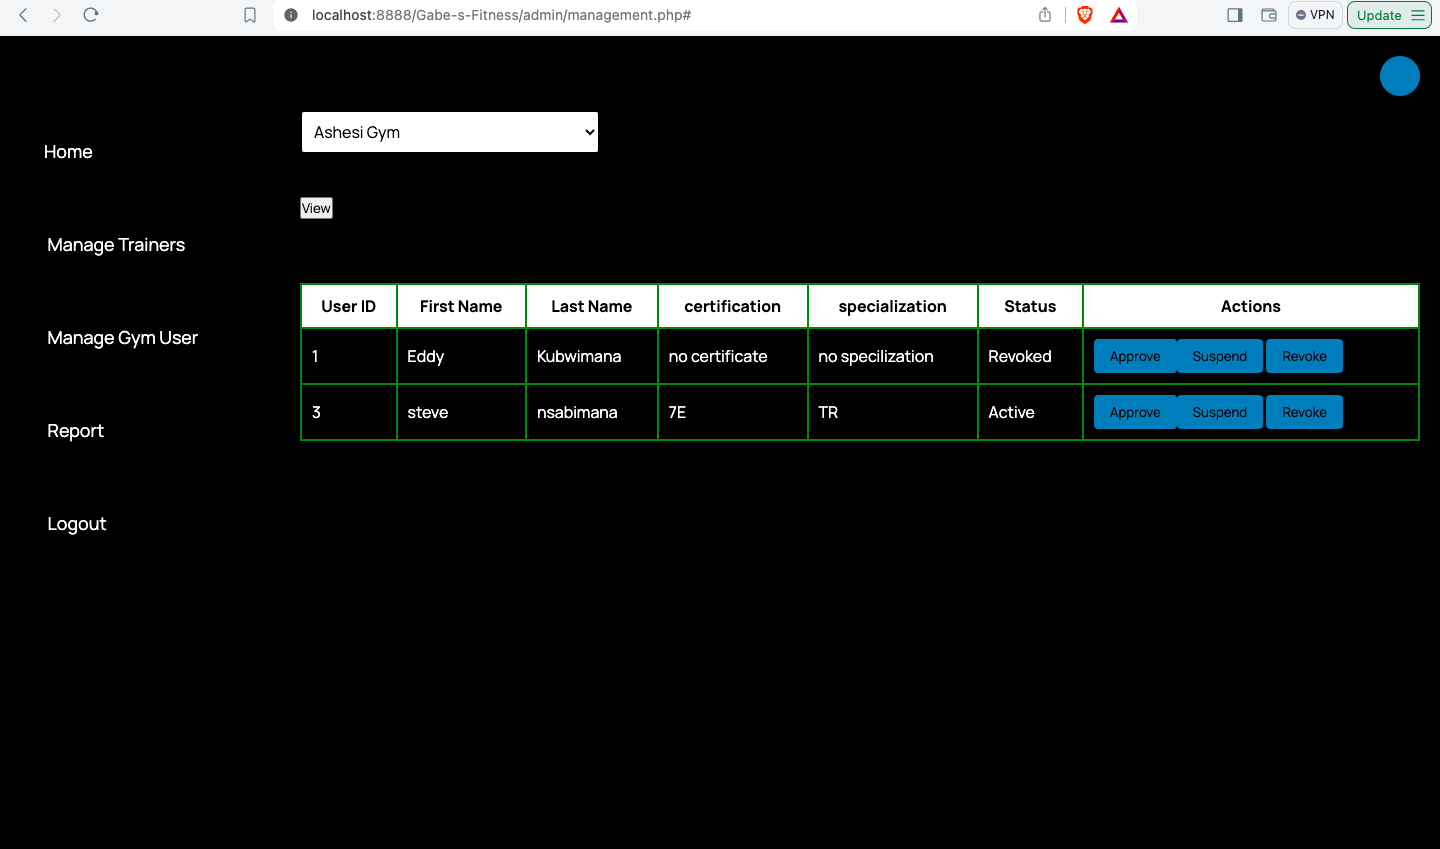 localhost:8888/Gabe-s-Fitness/admin/management.php#
VPN
Update
Ashesi Gym
Home
View
Manage Trainers
Manage Gym User
Report
Logout
User ID First Name Last Name certification specialization Status Actions
1 Eddy Kubwimana no certificate no specilization Revoked Approve Suspend Revoke
3 steve nsabimana 7E TR Active Approve Suspend Revoke